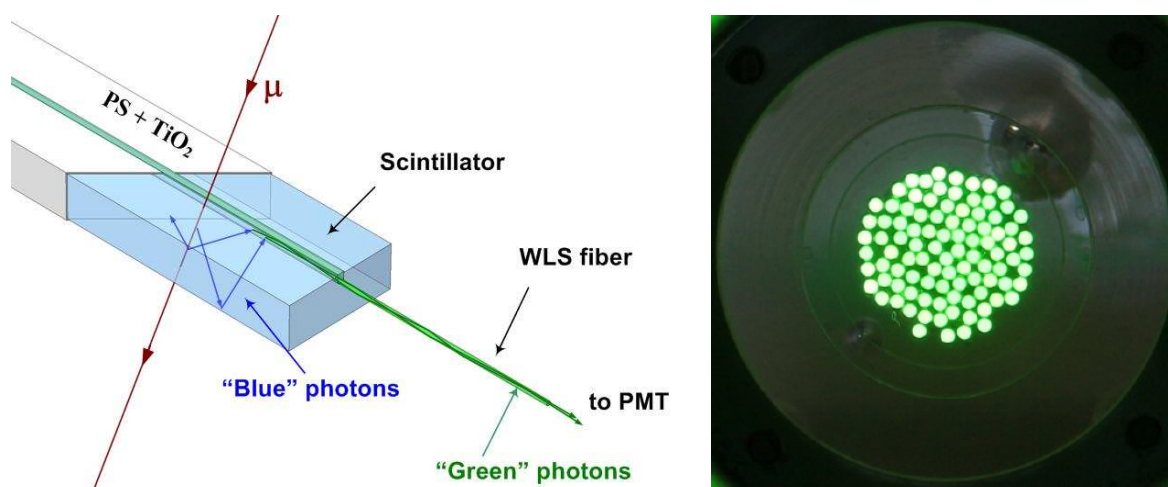 μ
PS + TiO₂
Scintillator
WLS fiber
“Blue” photons
to PMT
“Green” photons